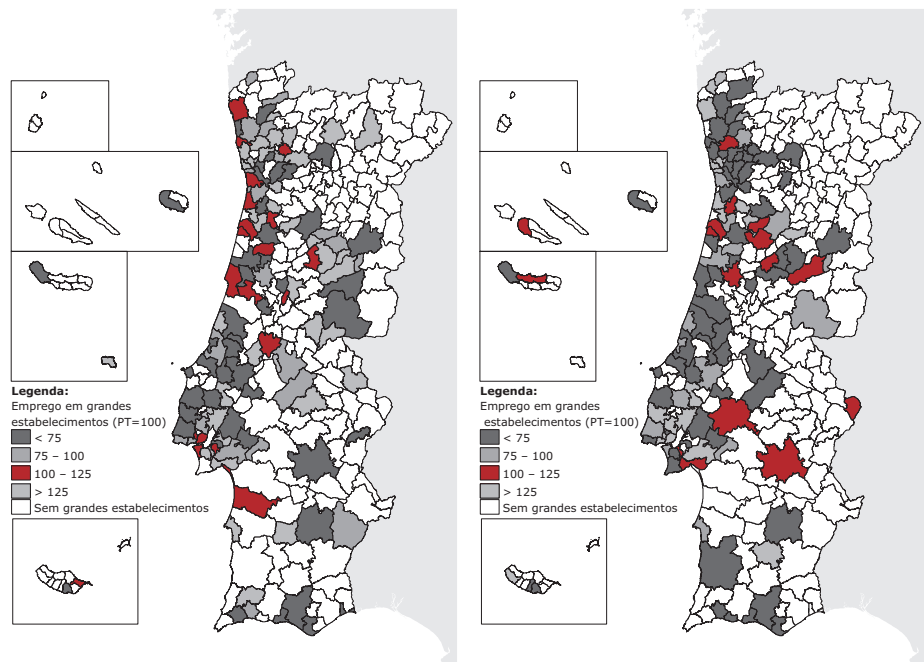 Legenda:
Emprego em grandes
estabelecimentos (PT=100)
< 75
75 – 100
100 – 125
> 125
Sem grandes estabelecimentos
Legenda:
Emprego em grandes
estabelecimentos (PT=100)
< 75
75 – 100
100 – 125
> 125
Sem grandes estabelecimentos